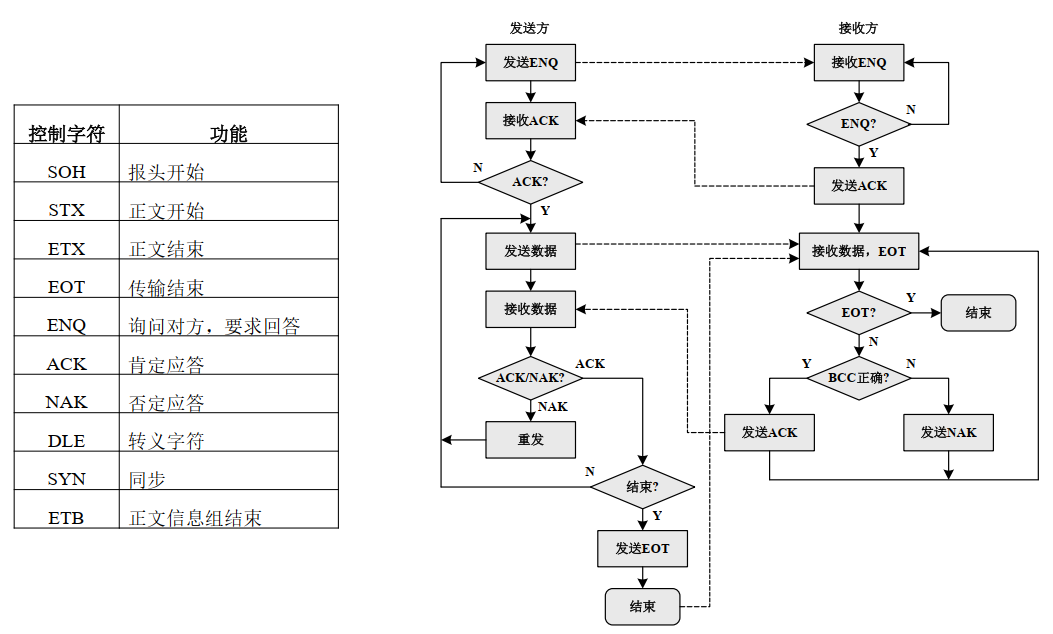 控制字符 功能
SOH 报头开始
STX 正文开始
ETX 正文结束
EOT 传输结束
ENQ 询问对方，要求回答
ACK 肯定应答
NAK 否定应答
DLE 转义字符
SYN 同步
ETB 正文信息组结束
发送方
发送ENQ
接收ACK
N
ACK?
Y
发送数据
接收数据
ACK/NAK?
ACK
NAK
重发
N
结束?
Y
发送EOT
结束
接收方
接收ENQ
N
ENQ?
Y
发送ACK
接收数据，EOT
EOT?
Y
结束
N
Y
BCC正确?
N
发送ACK
发送NAK